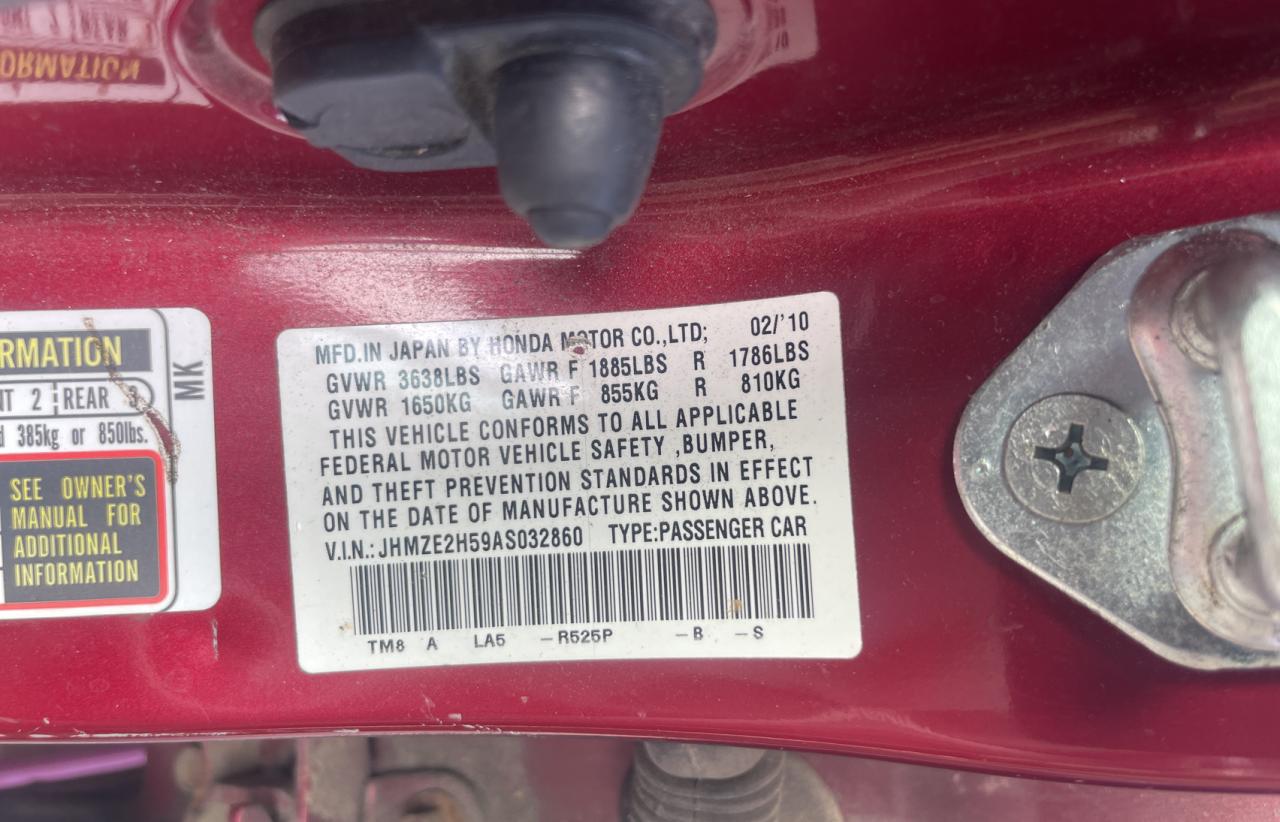 RMATION
NT 2 REAR 3
d 385kg or 850lbs.
SEE OWNER'S
MANUAL FOR
ADDITIONAL
INFORMATION
MK
MFD.IN JAPAN BY HONDA MOTOR CO.,LTD; 02/'10
GVWR 3638LBS GAWR F 1885LBS R 1786LBS
GVWR 1650KG GAWR F 855KG R 810KG
THIS VEHICLE CONFORMS TO ALL APPLICABLE
FEDERAL MOTOR VEHICLE SAFETY ,BUMPER,
AND THEFT PREVENTION STANDARDS IN EFFECT
ON THE DATE OF MANUFACTURE SHOWN ABOVE.
V.I.N.: JHMZE2H59AS032860 TYPE:PASSENGER CAR
TM8 A LA5 -R525P -B -S